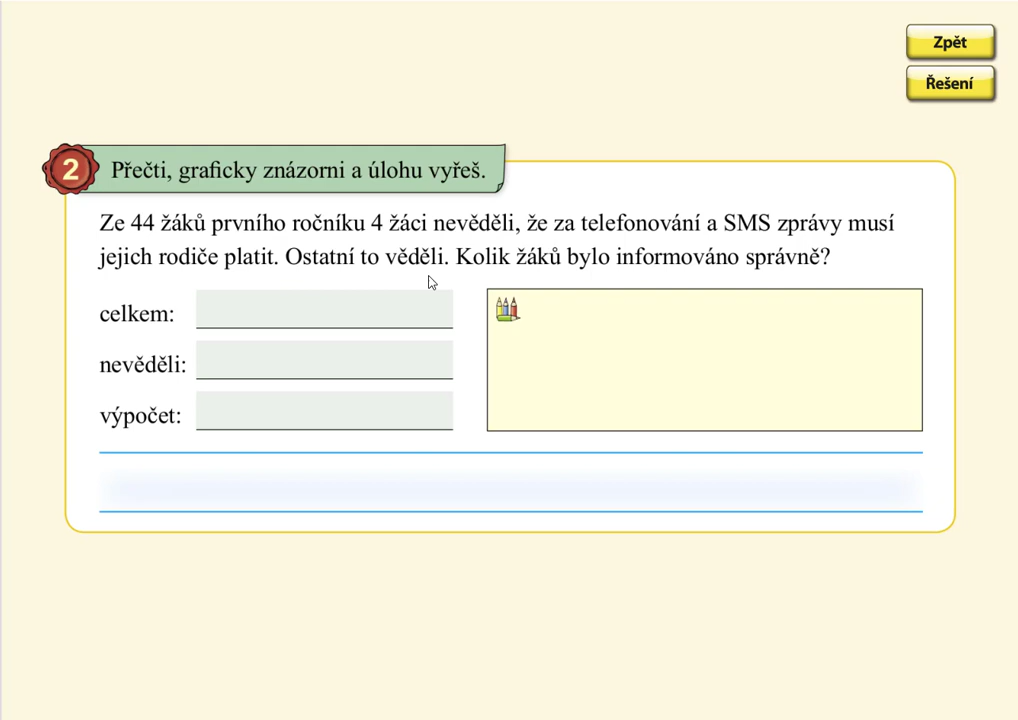 Zpět
Řešení
2 Přečti, graficky znázorni a úlohu vyřeš.
Ze 44 žáků prvního ročníku 4 žáci nevěděli, že za telefonování a SMS zprávy musí
jejich rodiče platit. Ostatní to věděli. Kolik žáků bylo informováno správně?
celkem:
nevěděli:
výpočet: